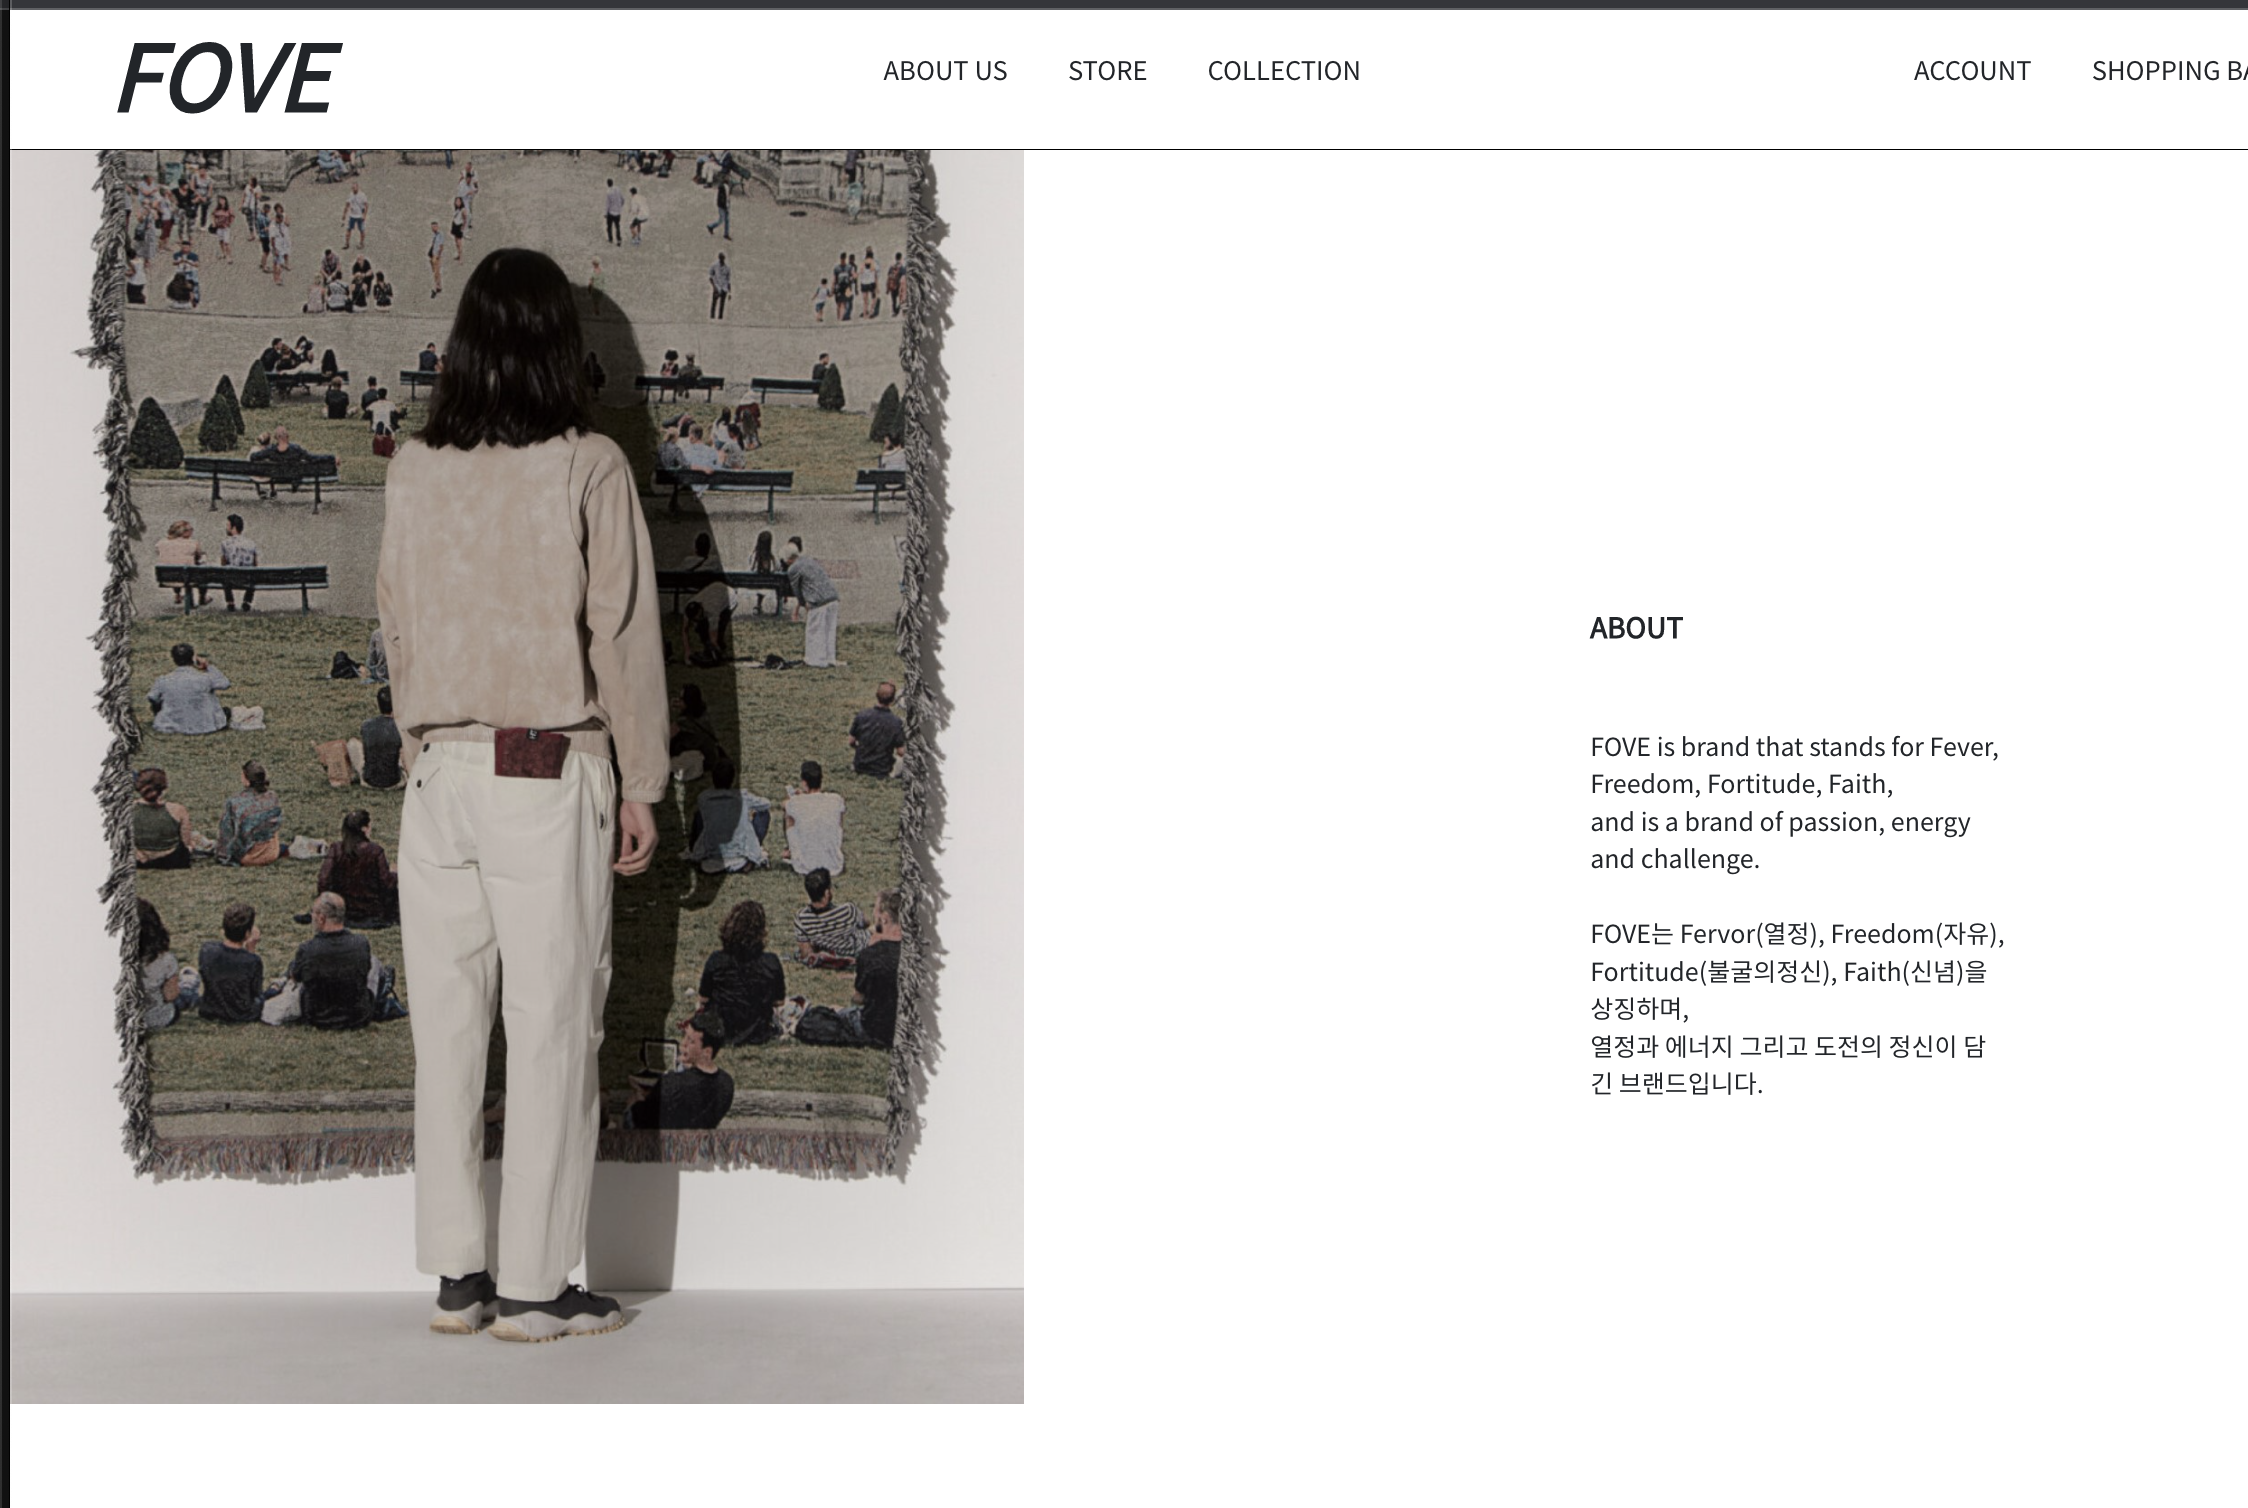 FOVE
ABOUT US STORE COLLECTION ACCOUNT SHOPPING
ABOUT
FOVE is brand that stands for Fever,
Freedom, Fortitude, Faith,
and is a brand of passion, energy
and challenge.
FOVE는 Fervor(열정), Freedom(자유),
Fortitude(불굴의정신), Faith(신념)을
상징하며,
열정과 에너지 그리고 도전의 정신이 담
긴 브랜드입니다.